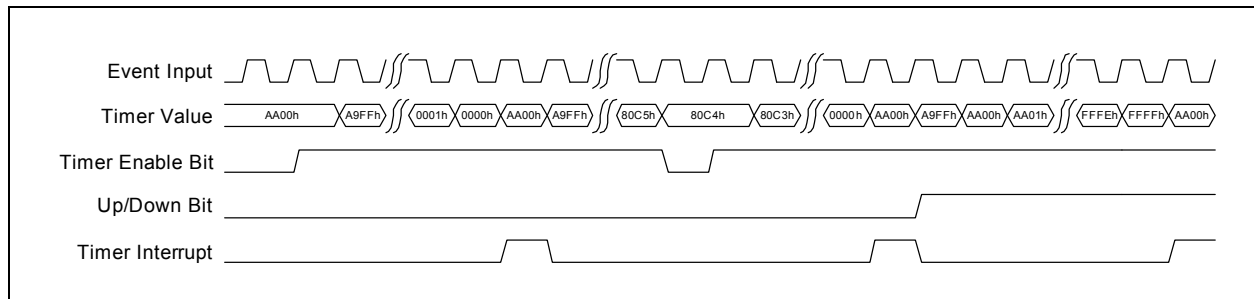 Event Input
Timer Value AA00h A9FFh 0001h 0000h AA00h A9FFh 80C5h 80C4h 80C3h 0000h AA00h A9FFh AA00h AA01h FFFEh FFFFh AA00h
Timer Enable Bit
Up/Down Bit
Timer Interrupt